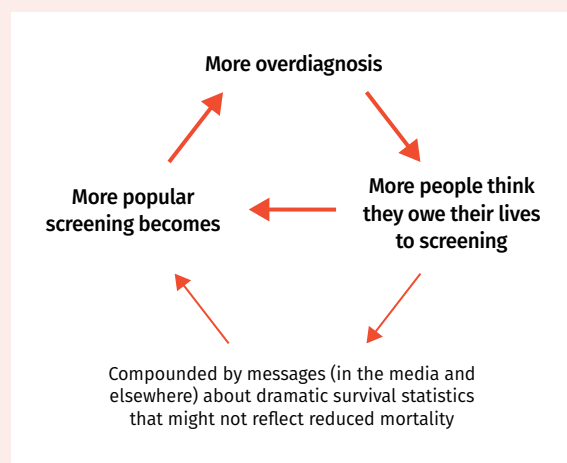 More overdiagnosis
More popular
screening becomes
More people think
they owe their lives
to screening
Compounded by messages (in the media and
elsewhere) about dramatic survival statistics
that might not reflect reduced mortality